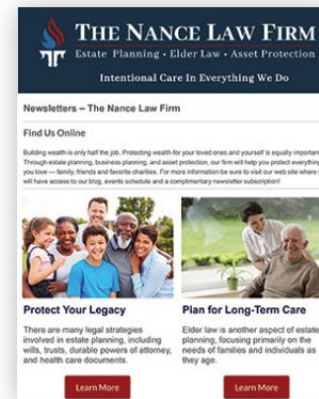 THE NANCE LAW FIRM
Estate Planning • Elder Law • Asset Protection
Intentional Care In Everything We Do
Newsletters – The Nance Law Firm
Find Us Online
Building wealth is only half the job. Protecting wealth for your loved ones and yourself is equally important
Through estate planning, business planning, and asset protection, our firm will help you protect everything
you love — family, friends and favorite charities. For more information be sure to visit our web site where
will have access to our blog, events schedule and a complimentary newsletter subscription!
Protect Your Legacy
There are many legal strategies
involved in estate planning, including
wills, trusts, durable powers of attorney,
and health care documents.
Learn More
Plan for Long-Term Care
Elder law is another aspect of estate
planning, focusing primarily on the
needs of families and individuals as
they age.
Learn More